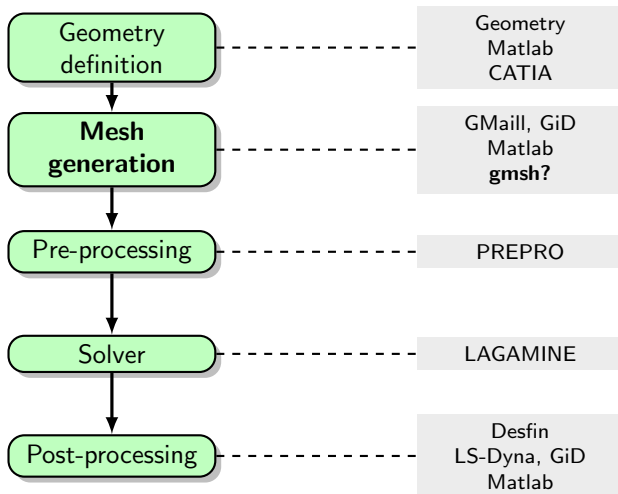 Geometry
definition
Geometry
Matlab
CATIA
Mesh
generation
GMaill, GiD
Matlab
gmsh?
Pre-processing
PREPRO
Solver
LAGAMINE
Post-processing
Desfin
LS-Dyna, GiD
Matlab